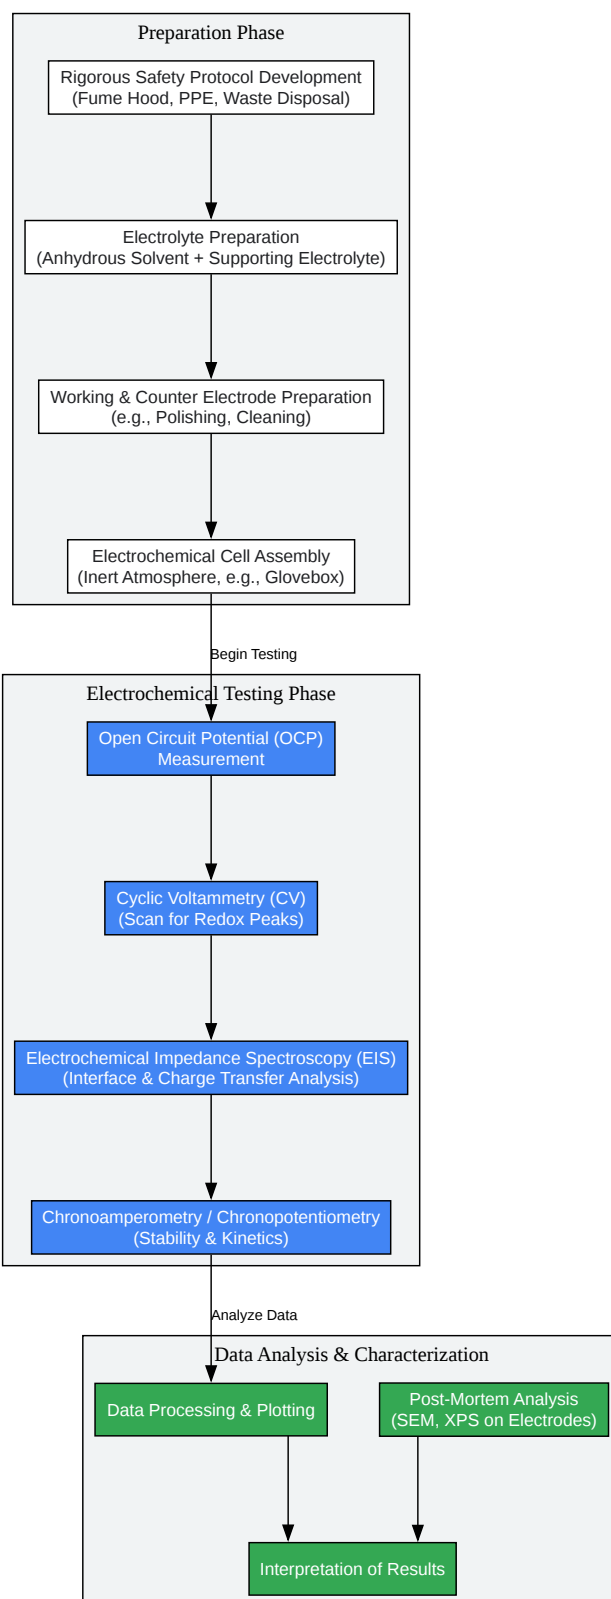 Preparation Phase
Rigorous Safety Protocol Development
(Fume Hood, PPE, Waste Disposal)
Electrolyte Preparation
(Anhydrous Solvent + Supporting Electrolyte)
Working & Counter Electrode Preparation
(e.g., Polishing, Cleaning)
Electrochemical Cell Assembly
(Inert Atmosphere, e.g., Glovebox)
Begin Testing
Electrochemical Testing Phase
Open Circuit Potential (OCP)
Measurement
Cyclic Voltammetry (CV)
(Scan for Redox Peaks)
Electrochemical Impedance Spectroscopy (EIS)
(Interface & Charge Transfer Analysis)
Chronoamperometry / Chronopotentiometry
(Stability & Kinetics)
Analyze Data
Data Analysis & Characterization
Data Processing & Plotting
Post-Mortem Analysis
(SEM, XPS on Electrodes)
Interpretation of Results